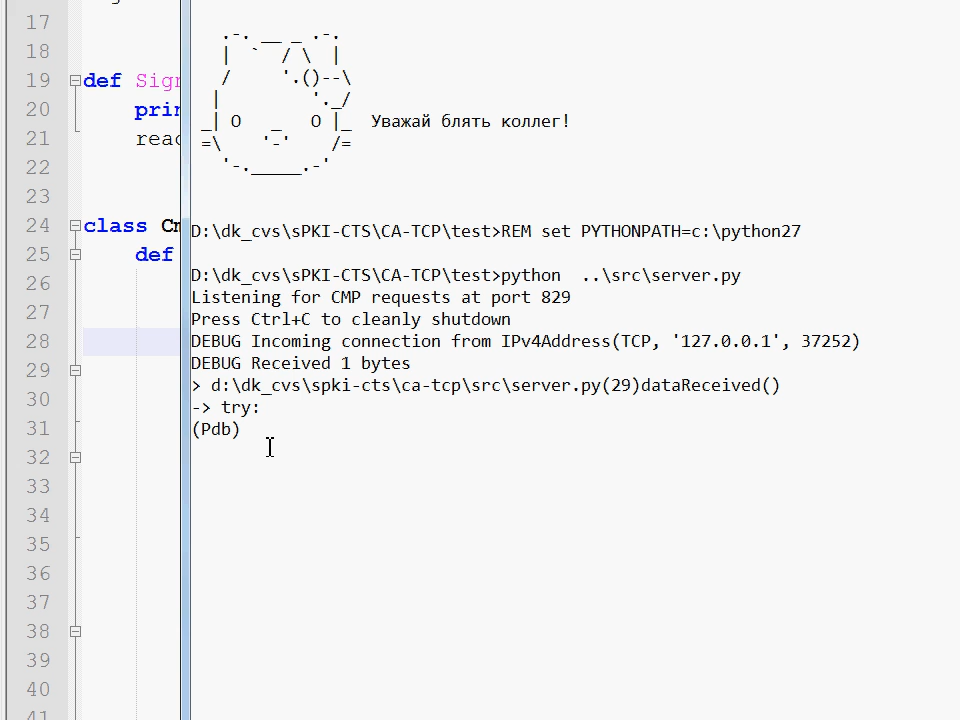 17
18
19 def Sign
20 prin
21 reac
22
23
24 class Cm
25 def
26
27
28
29
30
31
32
33
34
35
36
37
38
39
40
41
Уважай блять коллег!
D:\dk_cvs\sPKI-CTS\CA-TCP\test>REM set PYTHONPATH=c:\python27
D:\dk_cvs\sPKI-CTS\CA-TCP\test>python  ..\src\server.py
Listening for CMP requests at port 829
Press Ctrl+C to cleanly shutdown
DEBUG Incoming connection from IPv4Address(TCP, '127.0.0.1', 37252)
DEBUG Received 1 bytes
> d:\dk_cvs\spki-cts\ca-tcp\src\server.py(29)dataReceived()
-> try:
(Pdb)